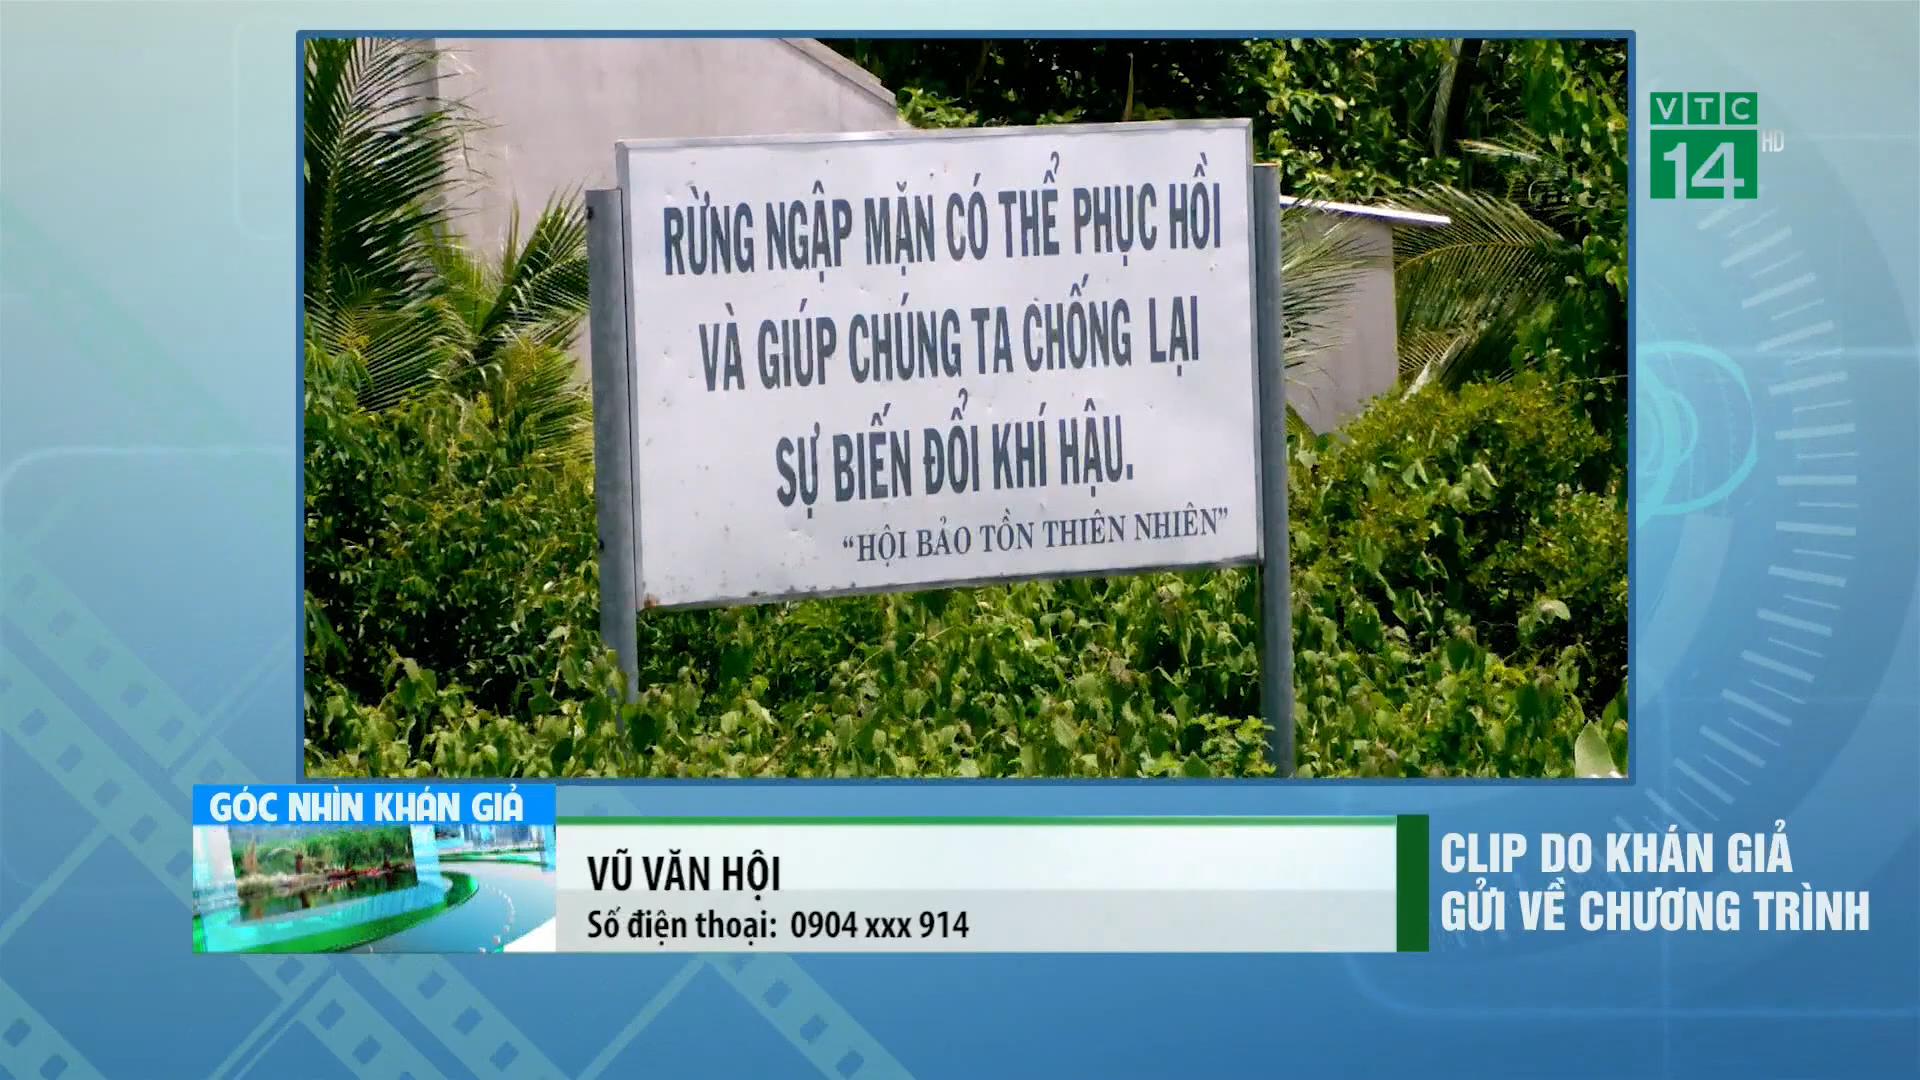 VTC
14 HD
RỪNG NGẬP MẶN CÓ THỂ PHỤC HỒI
VÀ GIÚP CHÚNG TA CHỐNG LẠI
SỰ BIẾN ĐỔI KHÍ HẬU.
“HỘI BẢO TỒN THIÊN NHIÊN”
GÓC NHÌN KHÁN GIẢ
VŨ VĂN HỘI
Số điện thoại: 0904 xxx 914
CLIP DO KHÁN GIẢ
GỬI VỀ CHƯƠNG TRÌNH